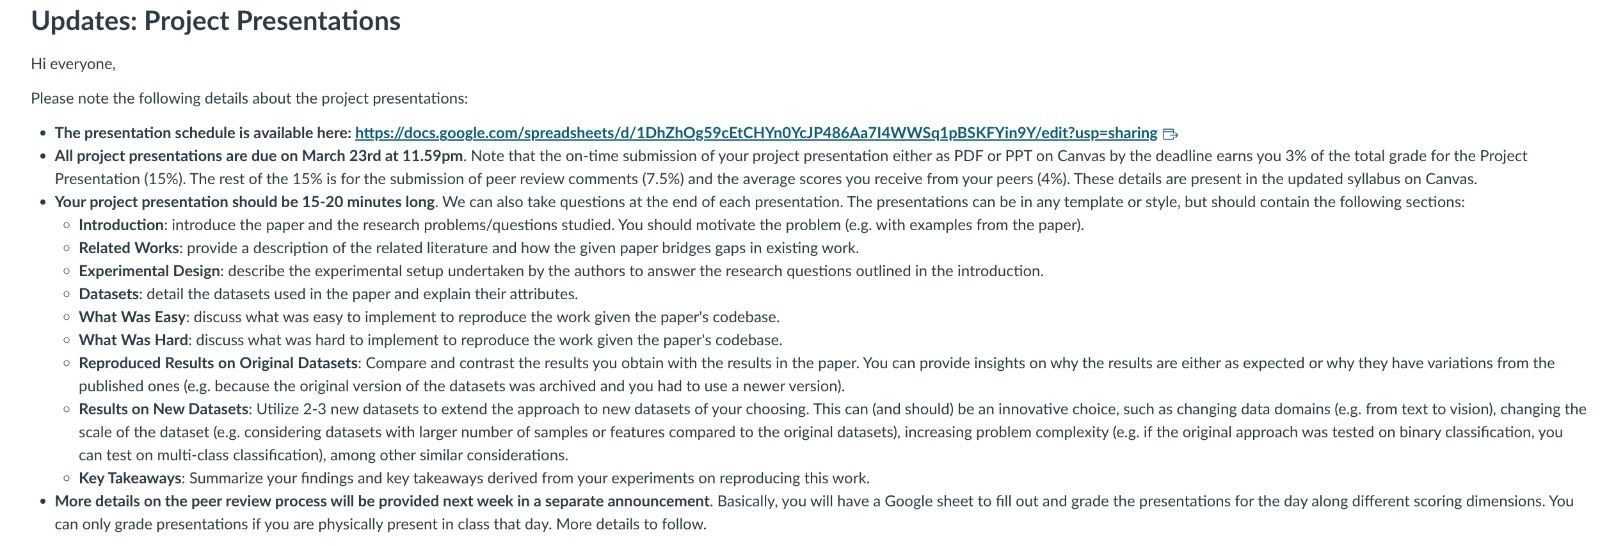 Updates: Project Presentations
Hi everyone,
Please note the following details about the project presentations:
• The presentation schedule is available here: https://docs.google.com/spreadsheets/d/1DhZhOg59cEtCHYn0YcJP486Aa7I4WWSq1pBSKFYin9Y/edit?usp=sharing
• All project presentations are due on March 23rd at 11.59pm. Note that the on-time submission of your project presentation either as PDF or PPT on Canvas by the deadline earns you 3% of the total grade for the Project
Presentation (15%). The rest of the 15% is for the submission of peer review comments (7.5%) and the average scores you receive from your peers (4%). These details are present in the updated syllabus on Canvas.
• Your project presentation should be 15-20 minutes long. We can also take questions at the end of each presentation. The presentations can be in any template or style, but should contain the following sections:
◦ Introduction: introduce the paper and the research problems/questions studied. You should motivate the problem (e.g. with examples from the paper).
◦ Related Works: provide a description of the related literature and how the given paper bridges gaps in existing work.
◦ Experimental Design: describe the experimental setup undertaken by the authors to answer the research questions outlined in the introduction.
◦ Datasets: detail the datasets used in the paper and explain their attributes.
◦ What Was Easy: discuss what was easy to implement to reproduce the work given the paper's codebase.
◦ What Was Hard: discuss what was hard to implement to reproduce the work given the paper's codebase.
◦ Reproduced Results on Original Datasets: Compare and contrast the results you obtain with the results in the paper. You can provide insights on why the results are either as expected or why they have variations from the
published ones (e.g. because the original version of the datasets was archived and you had to use a newer version).
◦ Results on New Datasets: Utilize 2-3 new datasets to extend the approach to new datasets of your choosing. This can (and should) be an innovative choice, such as changing data domains (e.g. from text to vision), changing the
scale of the dataset (e.g. considering datasets with larger number of samples or features compared to the original datasets), increasing problem complexity (e.g. if the original approach was tested on binary classification, you
can test on multi-class classification), among other similar considerations.
◦ Key Takeaways: Summarize your findings and key takeaways derived from your experiments on reproducing this work.
• More details on the peer review process will be provided next week in a separate announcement. Basically, you will have a Google sheet to fill out and grade the presentations for the day along different scoring dimensions. You
can only grade presentations if you are physically present in class that day. More details to follow.